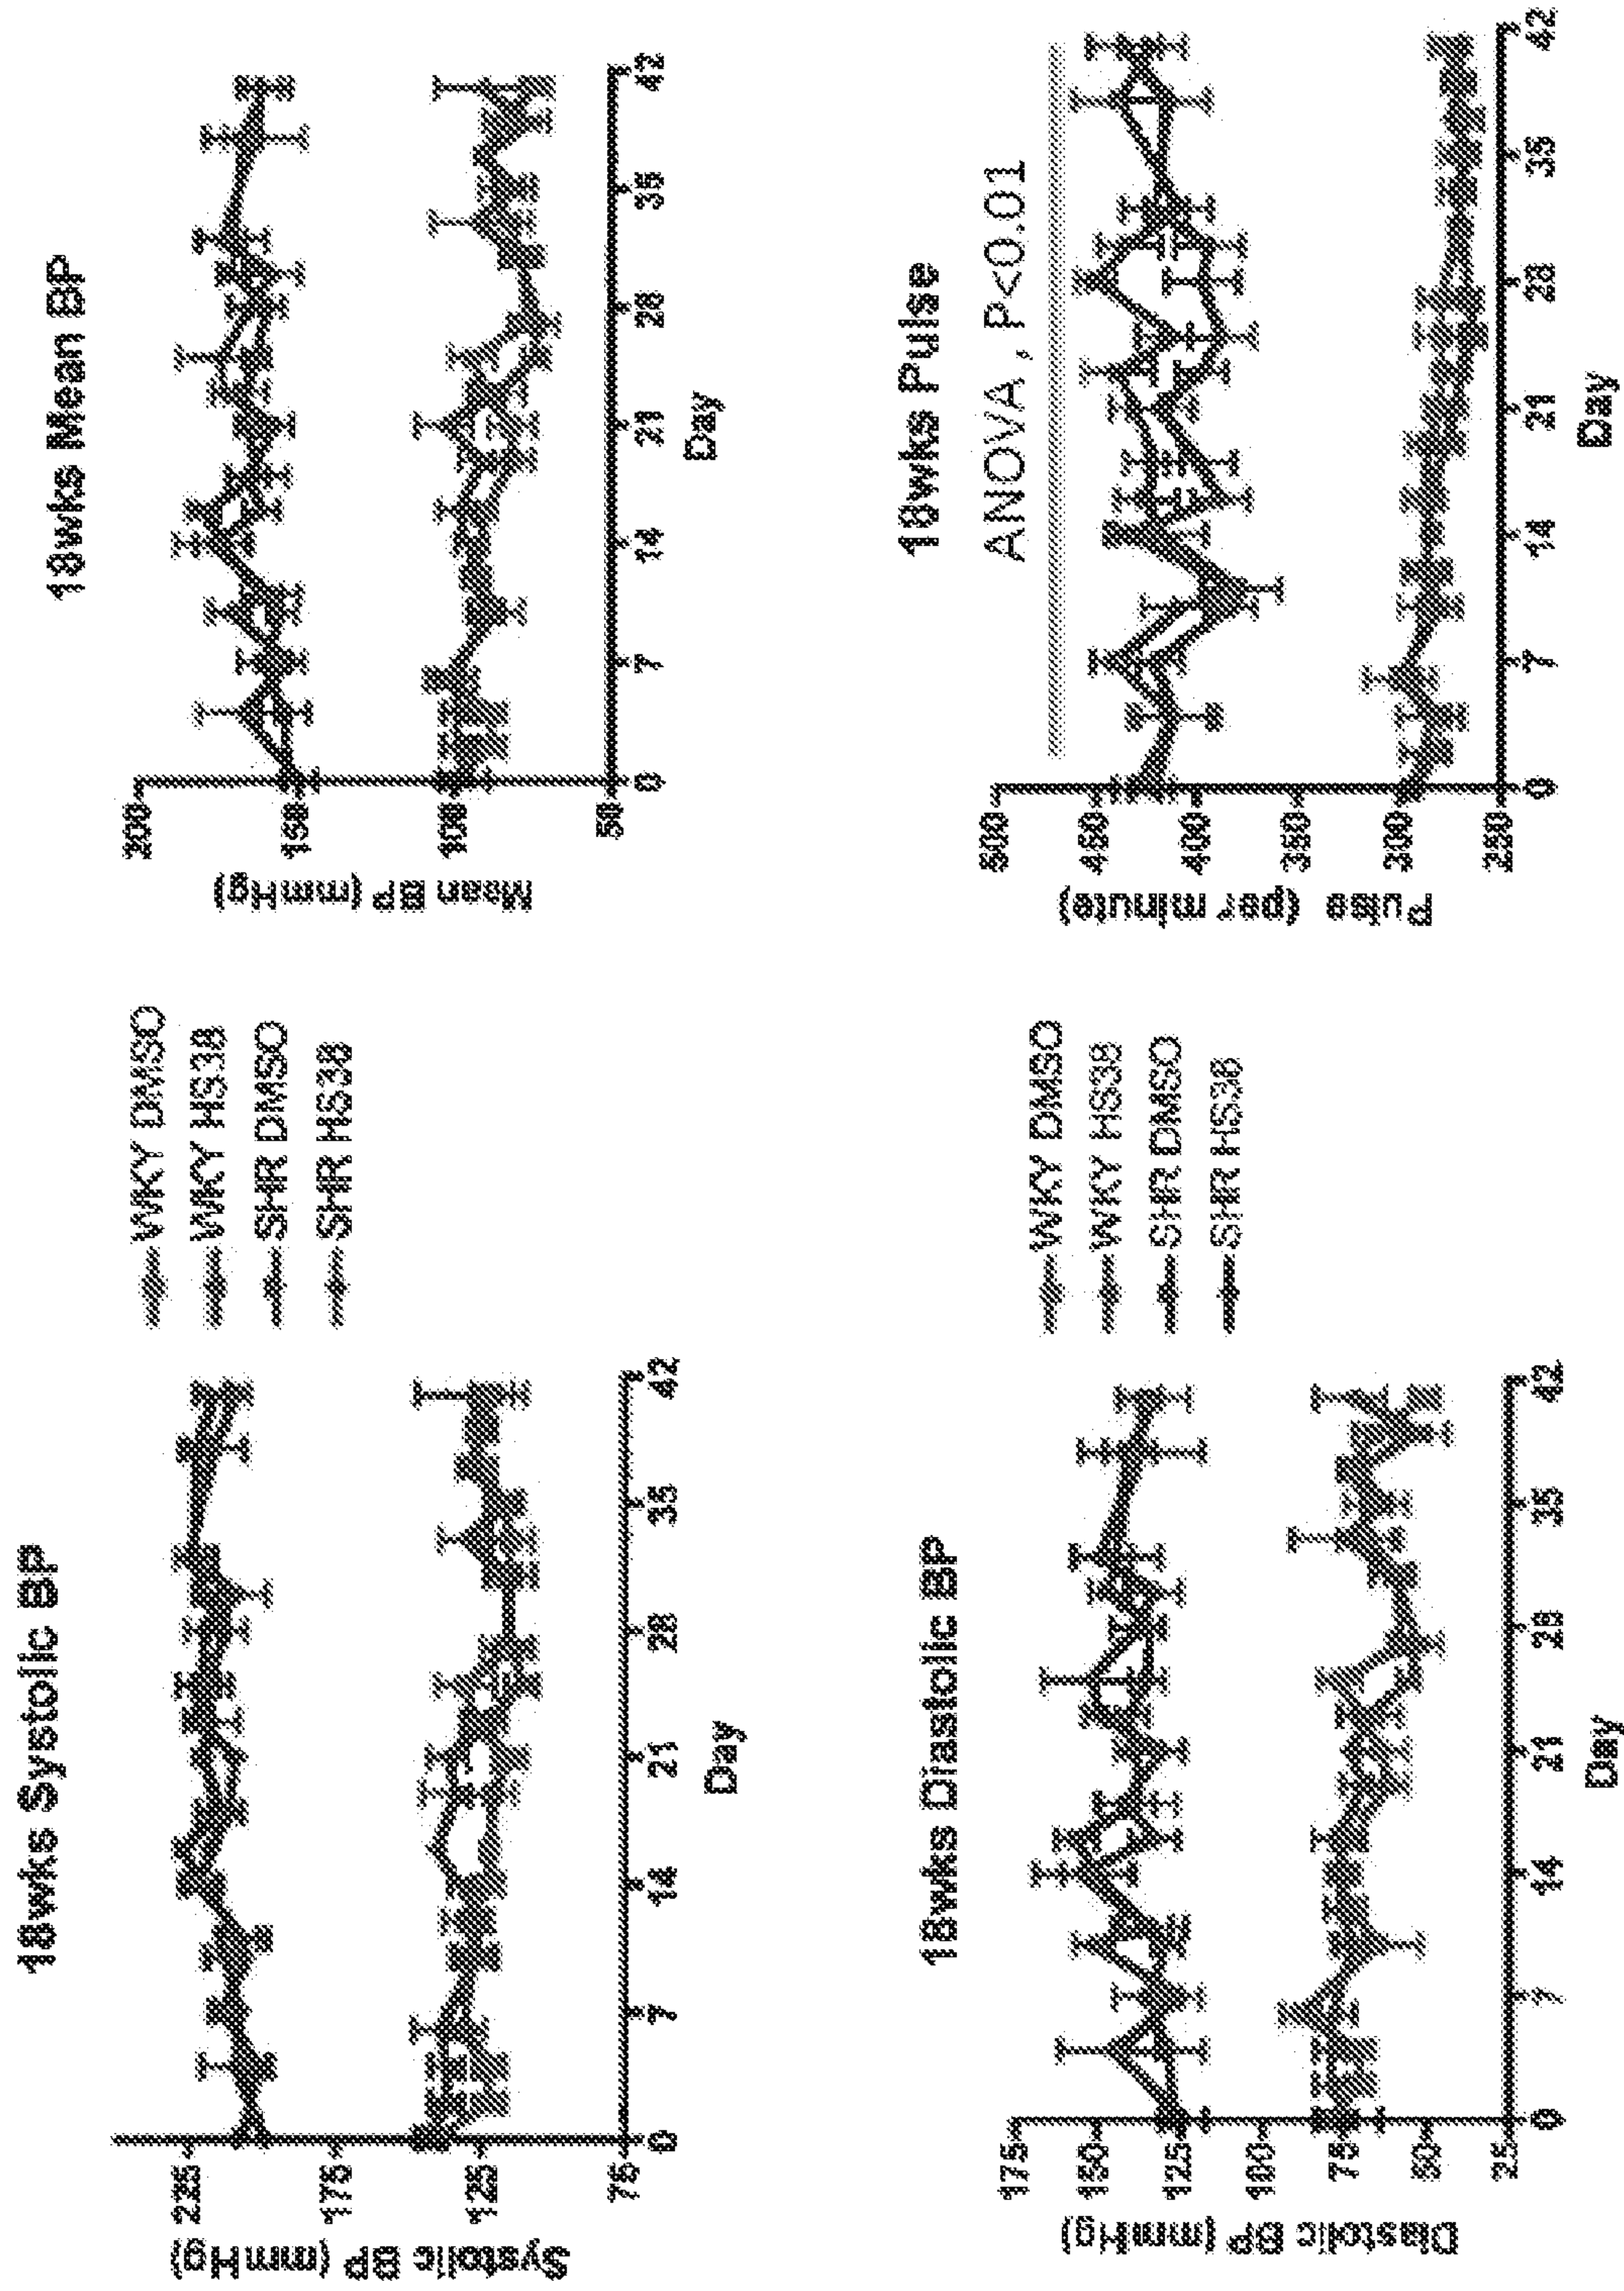 18wks Systolic BP
Systolic BP (mmHg)
225
175
125
75
0 7 14 21 28 35 42
Day
WKY DMSO
WKY HS38
SHR DMSO
SHR HS38
18wks Mean BP
Mean BP (mmHg)
200
150
100
50
0 7 14 21 28 35 42
Day
18wks Diastolic BP
Diastolic BP (mmHg)
175
150
125
100
75
50
25
0 7 14 21 28 35 42
Day
WKY DMSO
WKY HS38
SHR DMSO
SHR HS38
18wks Pulse
ANOVA, P<0.01
Pulse (per minute)
500
450
400
350
300
250
0 7 14 21 28 35 42
Day